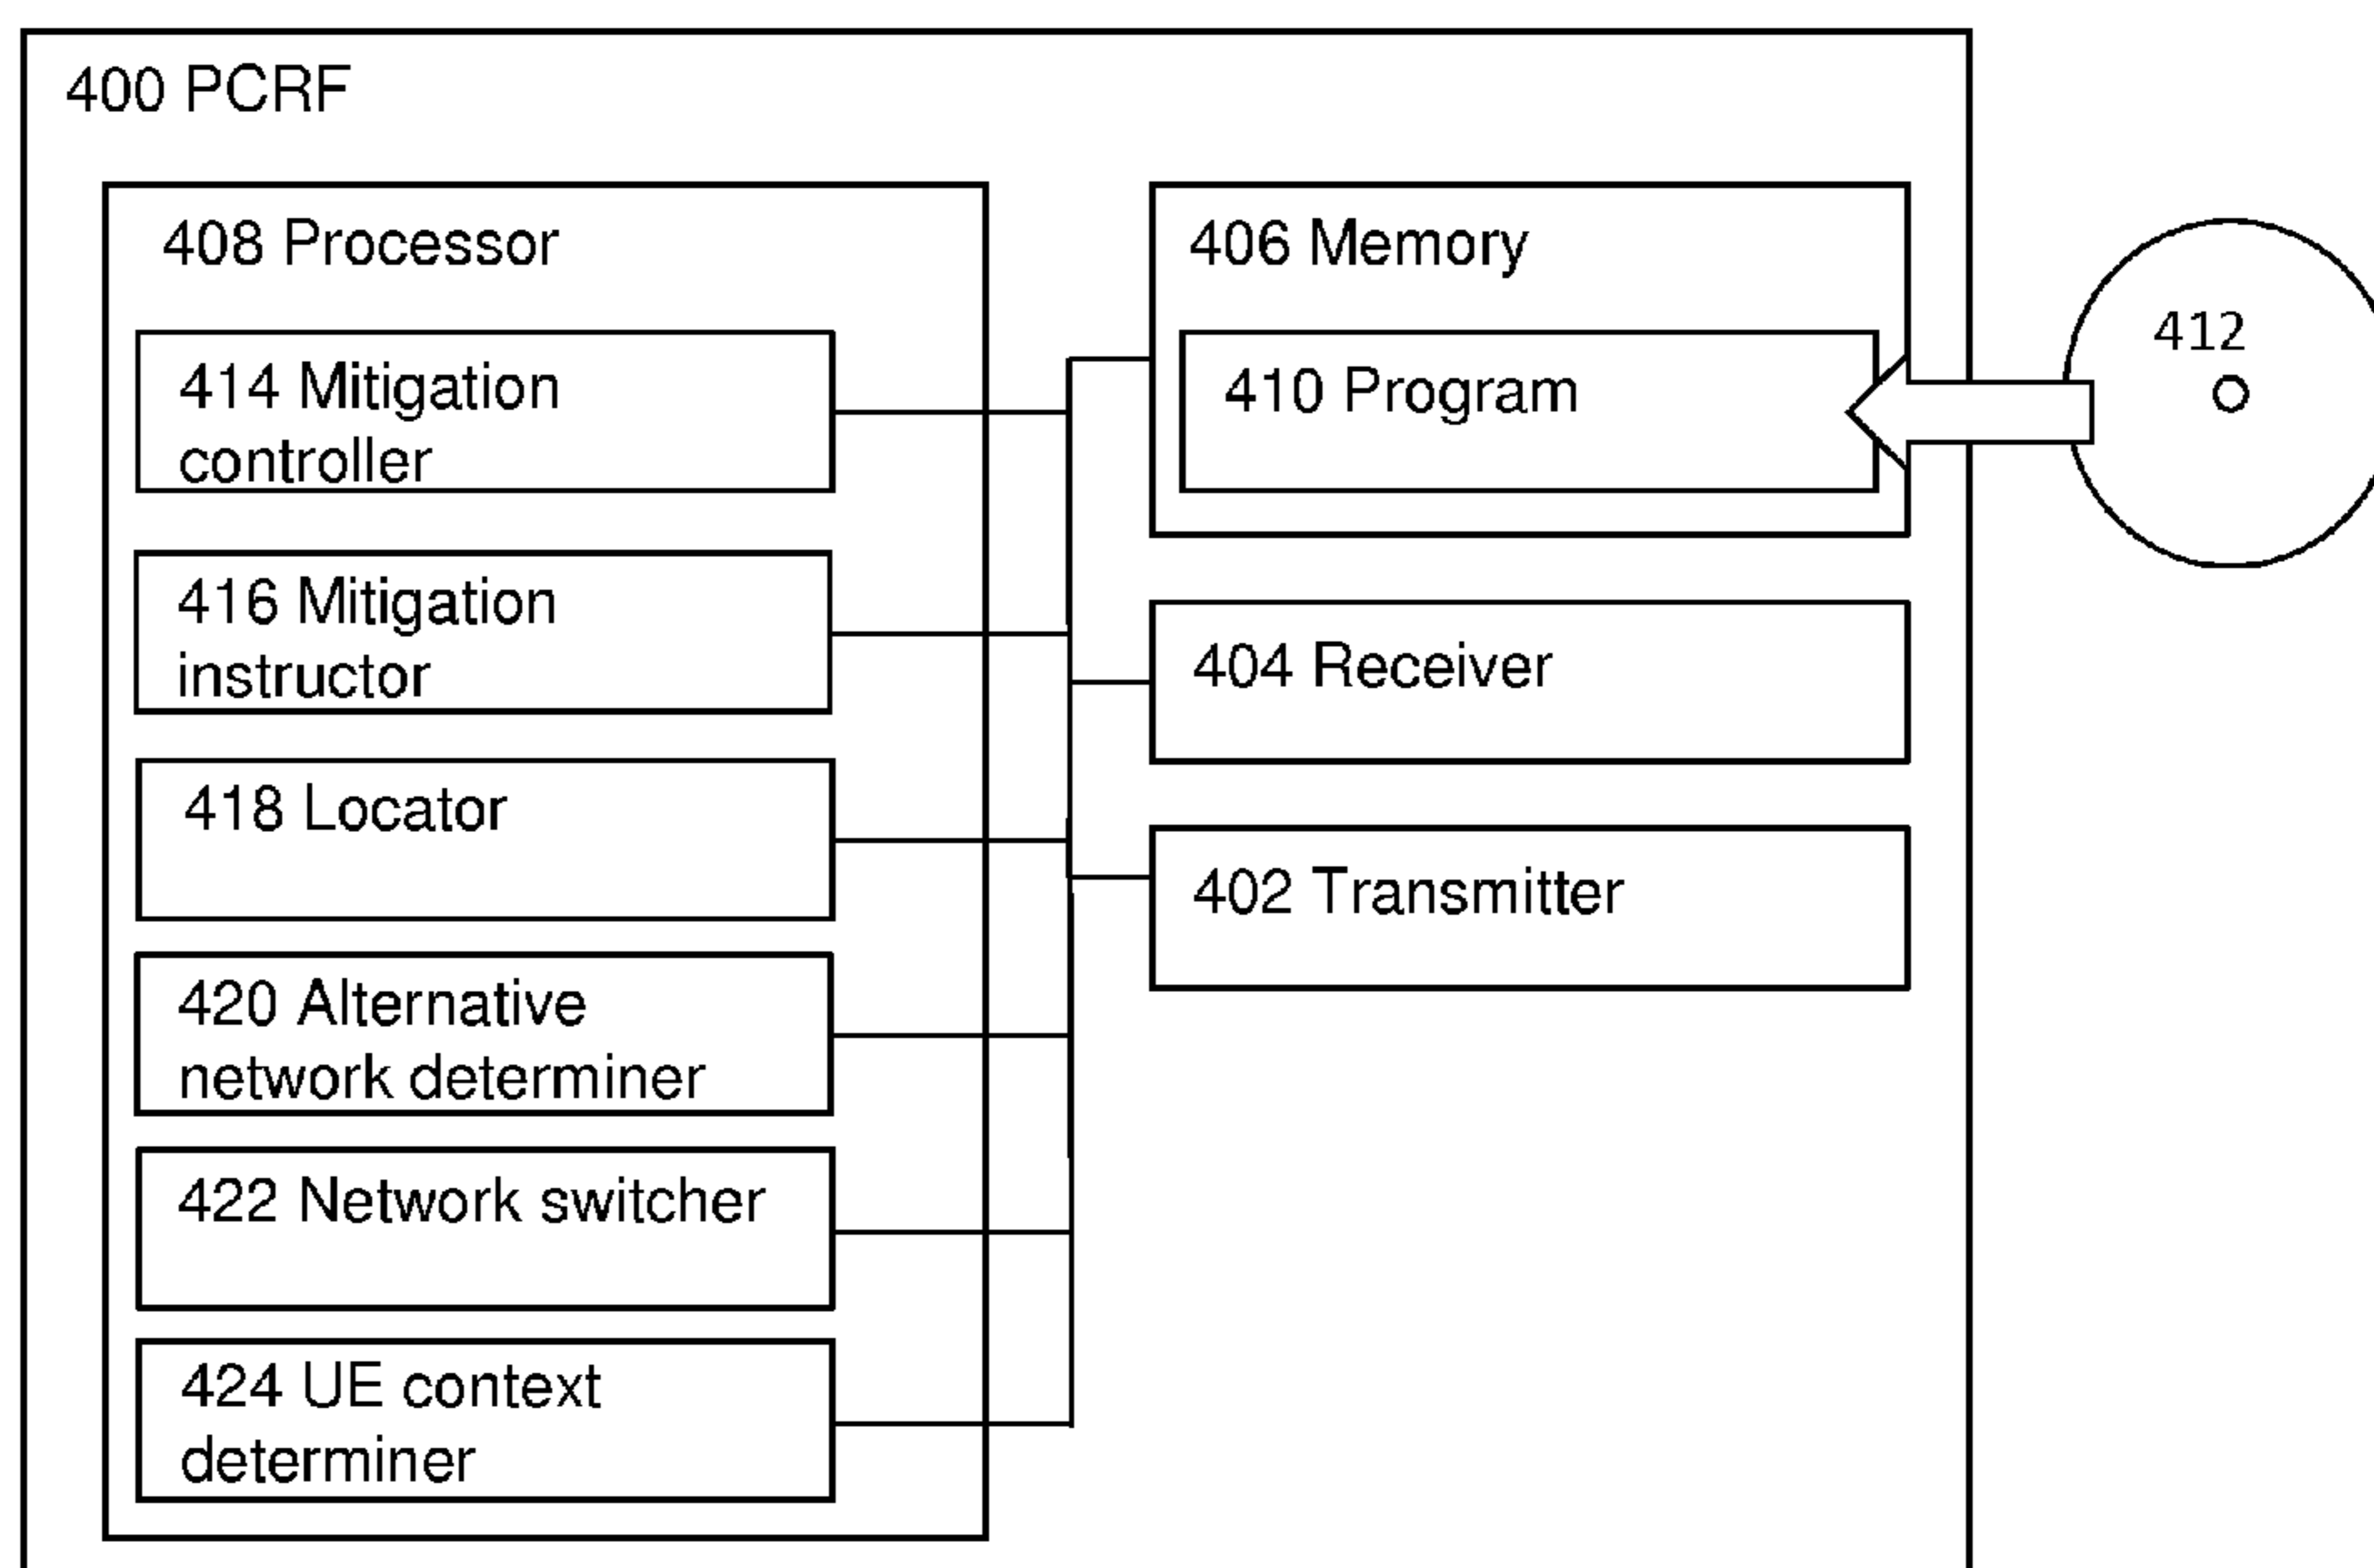 400 PCRF
408 Processor
414 Mitigation
controller
416 Mitigation
instructor
418 Locator
420 Alternative
network determiner
422 Network switcher
424 UE context
determiner
406 Memory
410 Program
404 Receiver
402 Transmitter
412